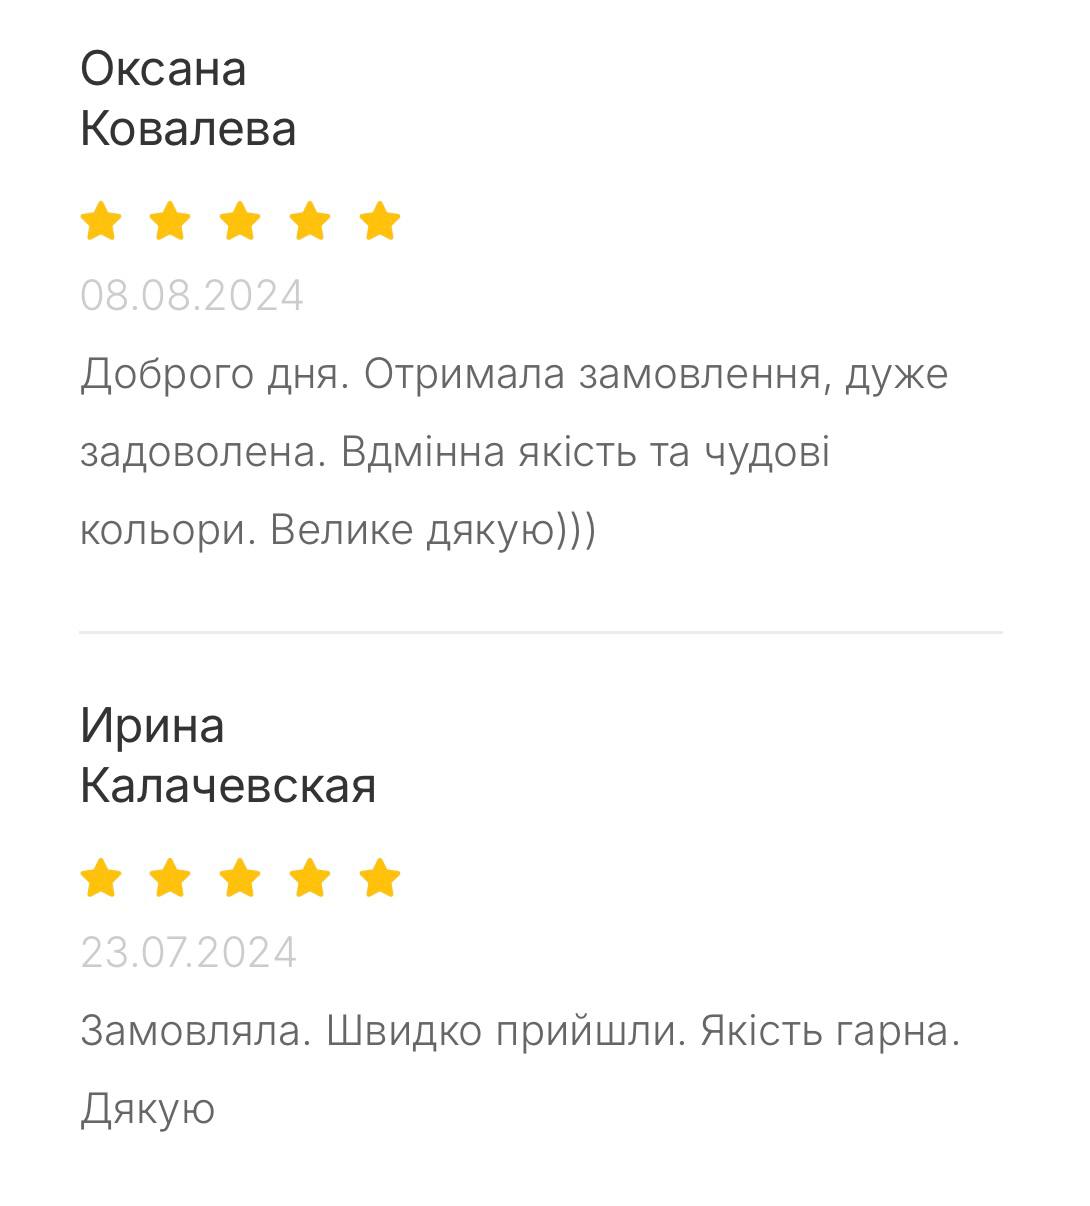 Оксана
Ковалева
08.08.2024
Доброго дня. Отримала замовлення, дуже
задоволена. Вдмінна якість та чудові
кольори. Велике дякую)))
Ирина
Калачевская
23.07.2024
Замовляла. Швидко прийшли. Якість гарна.
Дякую